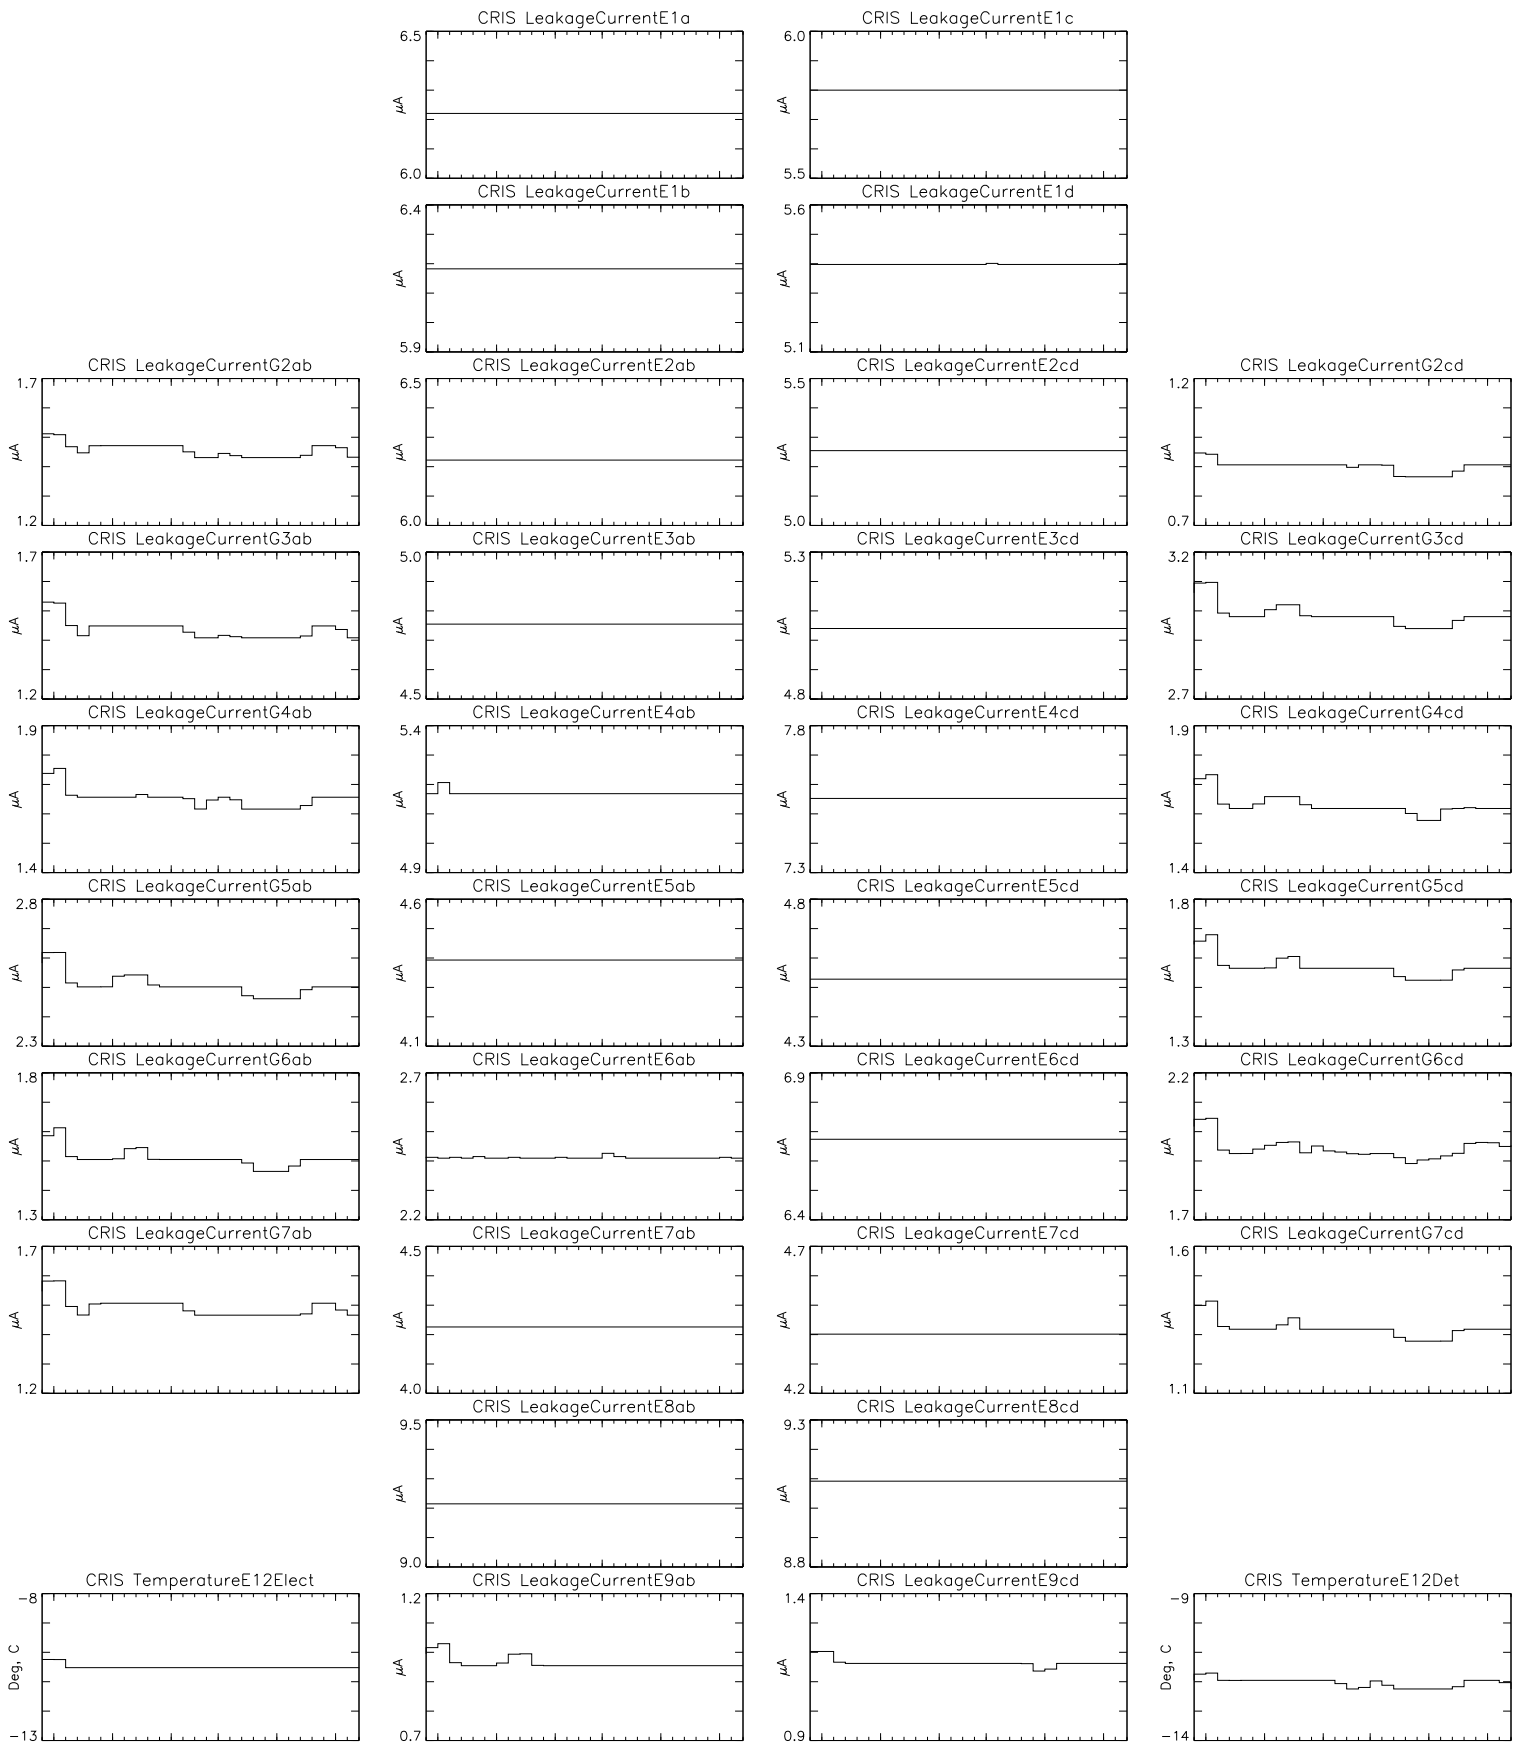 CRIS LeakageCurrentE1a
6.5
μA
6.0
CRIS LeakageCurrentE1c
6.0
μA
5.5
CRIS LeakageCurrentE1b
6.4
μA
5.9
CRIS LeakageCurrentE1d
5.6
μA
5.1
CRIS LeakageCurrentG2ab
1.7
μA
1.2
CRIS LeakageCurrentE2ab
6.5
μA
6.0
CRIS LeakageCurrentE2cd
5.5
μA
5.0
CRIS LeakageCurrentG2cd
1.2
μA
0.7
CRIS LeakageCurrentG3ab
1.7
μA
1.2
CRIS LeakageCurrentE3ab
5.0
μA
4.5
CRIS LeakageCurrentE3cd
5.3
μA
4.8
CRIS LeakageCurrentG3cd
3.2
μA
2.7
CRIS LeakageCurrentG4ab
1.9
μA
1.4
CRIS LeakageCurrentE4ab
5.4
μA
4.9
CRIS LeakageCurrentE4cd
7.8
μA
7.3
CRIS LeakageCurrentG4cd
1.9
μA
1.4
CRIS LeakageCurrentG5ab
2.8
μA
2.3
CRIS LeakageCurrentE5ab
4.6
μA
4.1
CRIS LeakageCurrentE5cd
4.8
μA
4.3
CRIS LeakageCurrentG5cd
1.8
μA
1.3
CRIS LeakageCurrentG6ab
1.8
μA
1.3
CRIS LeakageCurrentE6ab
2.7
μA
2.2
CRIS LeakageCurrentE6cd
6.9
μA
6.4
CRIS LeakageCurrentG6cd
2.2
μA
1.7
CRIS LeakageCurrentG7ab
1.7
μA
1.2
CRIS LeakageCurrentE7ab
4.5
μA
4.0
CRIS LeakageCurrentE7cd
4.7
μA
4.2
CRIS LeakageCurrentG7cd
1.6
μA
1.1
CRIS LeakageCurrentE8ab
9.5
μA
9.0
CRIS LeakageCurrentE8cd
9.3
μA
8.8
CRIS TemperatureE12Elect
−8
Deg, C
−13
CRIS LeakageCurrentE9ab
1.2
μA
0.7
CRIS LeakageCurrentE9cd
1.4
μA
0.9
CRIS TemperatureE12Det
−9
Deg, C
−14